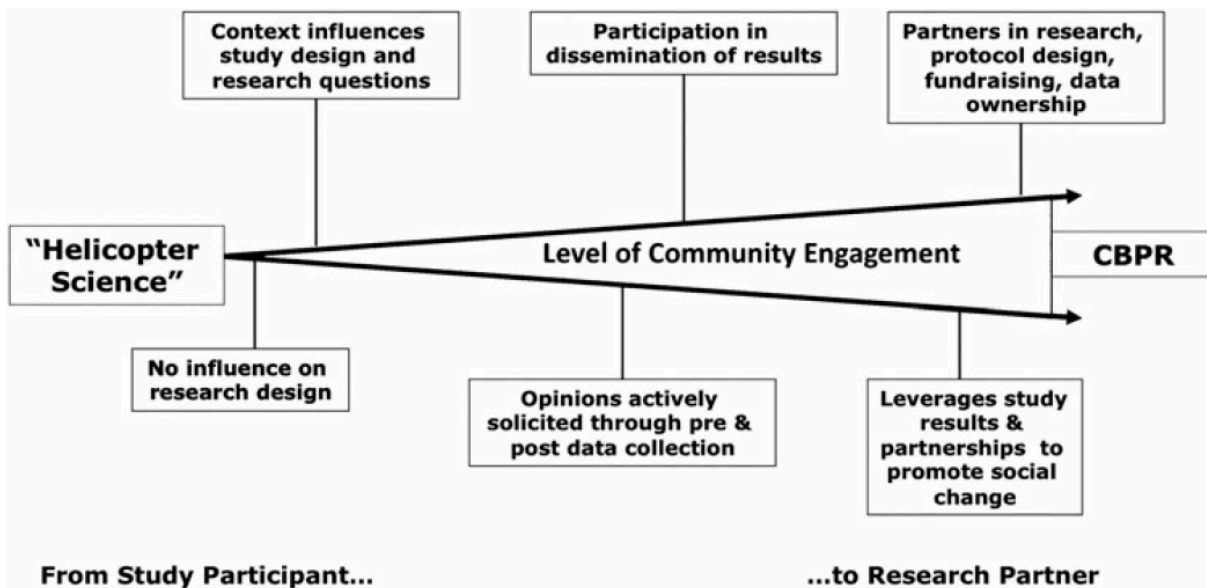 Context influences
study design and
research questions
Participation in
dissemination of results
Partners in research,
protocol design,
fundraising, data
ownership
“Helicopter
Science”
Level of Community Engagement
CBPR
No influence on
research design
Opinions actively
solicited through pre &
post data collection
Leverages study
results &
partnerships to
promote social
change
From Study Participant...
...to Research Partner